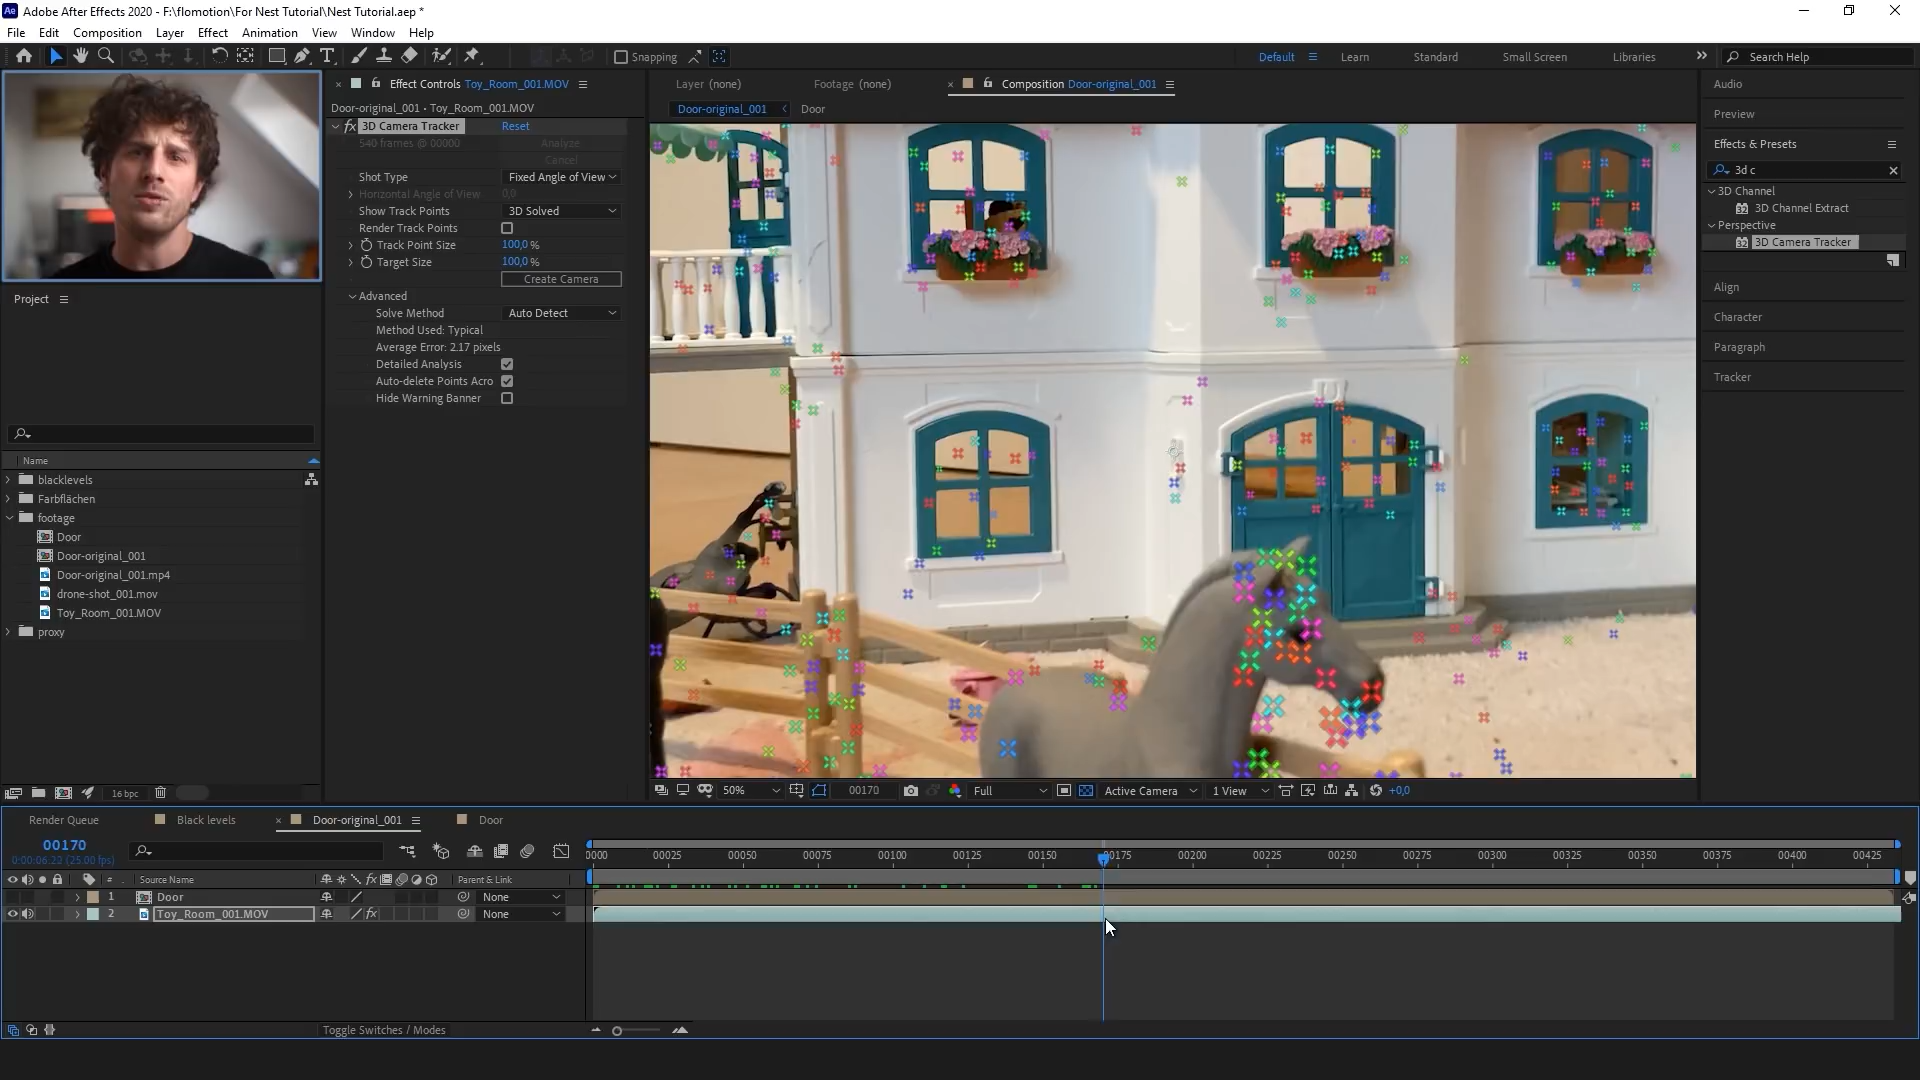 Ae Adobe After Effects 2020 - F:\flomotion\For Nest Tutorial\Nest Tutorial.aep *
File Edit Composition Layer Effect Animation View Window Help
Snapping Default Learn Standard Small Screen Libraries Search Help
Effect Controls Toy_Room_001.MOV
Door-original_001 • Toy_Room_001.MOV
fx 3D Camera Tracker Reset
540 frames @ 00000 Analyze
Cancel
Shot Type Fixed Angle of View
Horizontal Angle of View 0,0
Show Track Points 3D Solved
Render Track Points
Track Point Size 100,0 %
Target Size 100,0 %
Create Camera
Advanced
Solve Method Auto Detect
Method Used: Typical
Average Error: 2.17 pixels
Detailed Analysis
Auto-delete Points Acro
Hide Warning Banner
Layer (none) Footage (none) Composition Door-original_001
Door-original_001 Door
Audio
Preview
Effects & Presets
3d c
3D Channel
32 3D Channel Extract
Perspective
32 3D Camera Tracker
Align
Character
Paragraph
Tracker
Project
Name
blacklevels
Farbflächen
footage
Door
Door-original_001
Door-original_001.mp4
drone-shot_001.mov
Toy_Room_001.MOV
proxy
16 bpc
50% 00170 Full Active Camera 1 View +0,0
Render Queue Black levels Door-original_001 Door
00170
0:00:06.22 (25.00 fps)
0000 00025 00050 00075 00100 00125 00150 00175 00200 00225 00250 00275 00300 00325 00350 00375 00400 00425
# Source Name fx Parent & Link
1 Door None
2 Toy_Room_001.MOV fx None
Toggle Switches / Modes